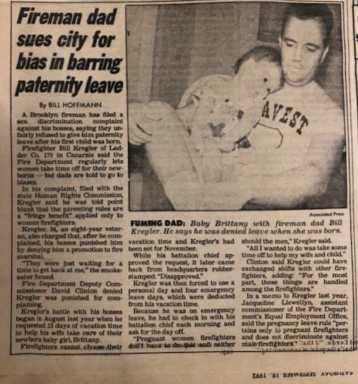 Fireman dad
sues city for
bias in barring
paternity leave
By BILL HOFFMANN
A Brooklyn fireman has filed a
sex discrimination complaint
against his bosses, saying they un-
fairly refused to give him paternity
leave after his first child was born.
Firefighter Bill Kregler of Lad-
der Co. 170 in Canarsie said the
Fire Department regularly lets
women take time off for their new-
borns — but dads are told to go to
blazes.
In his complaint, filed with the
state Human Rights Commission,
Kregler said he was told point
blank that the parenting rules are
a "fringe benefit" applied only to
women firefighters.
Kregler, 34, an eight-year veter-
an, also charged that, after he com-
plained, his bosses punished him
by denying him a promotion to fire
marshal.
"They were just waiting for a
time to get back at me," the smoke-
eater fumed.
Fire Department Deputy Com-
missioner David Clinton denied
Kregler was punished for com-
plaining.
Kregler's battle with his bosses
began in August last year when he
requested 15 days of vacation time
to help his wife take care of their
newborn baby girl, Brittany.
Firefighters cannot choose their
AVEST
Associated Press
FUMING DAD: Baby Brittany with fireman dad Bill
Kregler. He says he was denied leave when she was born.
vacation time and Kregler's had
been set for November.
While his battalion chief ap-
proved the request, it later came
back from headquarters rubber-
stamped, "Disapproved."
Kregler was then forced to use a
personal day and four emergency
leave days, which were deducted
from his vacation time.
Because he was on emergency
leave, he had to check in with his
battalion chief each morning and
ask for the day off.
"Pregnant women firefighters
don't have to do this and neither
should the men," Kregler said.
"All I wanted to do was take some
time off to help my wife and child."
Clinton said Kregler could have
exchanged shifts with other fire-
fighters, adding: "For the most
part, these things are handled
among the firefighters."
In a memo to Kregler last year,
Jacqueline Llewellyn, assistant
commissioner of the Fire Depart-
ment's Equal Employment Office,
said the pregnancy leave rule "per-
tains only to pregnant firefighters
and does not discriminate against
male firefighters."